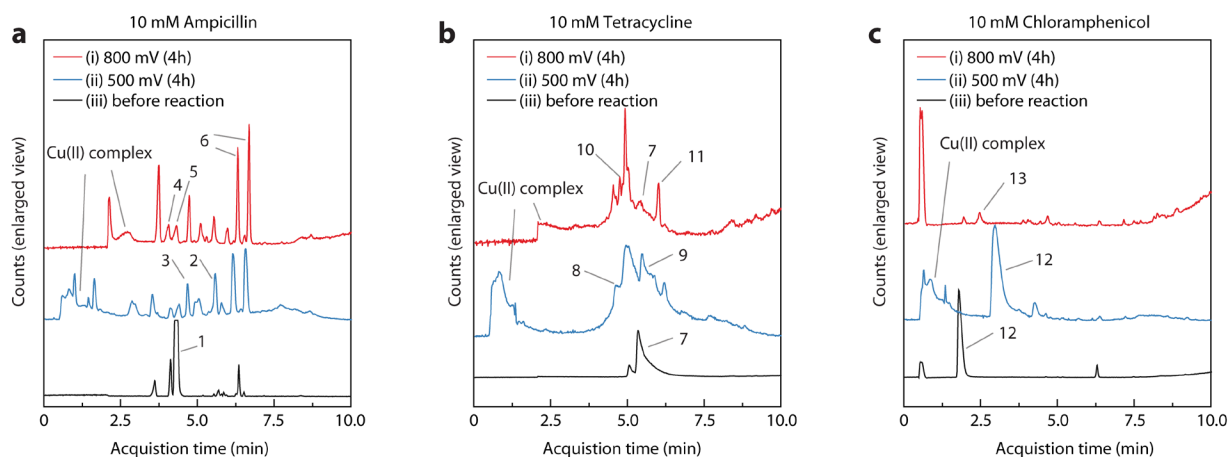 10 mM Ampicillin
a
(i) 800 mV (4h)
(ii) 500 mV (4h)
(iii) before reaction
Cu(II) complex
4
5
6
3
2
1
Counts (enlarged view)
0
2.5
5.0
7.5
10.0
Acquistion time (min)
10 mM Tetracycline
b
(i) 800 mV (4h)
(ii) 500 mV (4h)
(iii) before reaction
10
7
11
Cu(II) complex
8
9
7
Counts (enlarged view)
0
2.5
5.0
7.5
10.0
Acquistion time (min)
10 mM Chloramphenicol
c
(i) 800 mV (4h)
(ii) 500 mV (4h)
(iii) before reaction
Cu(II) complex
13
12
12
Counts (enlarged view)
0
2.5
5.0
7.5
10.0
Acquistion time (min)